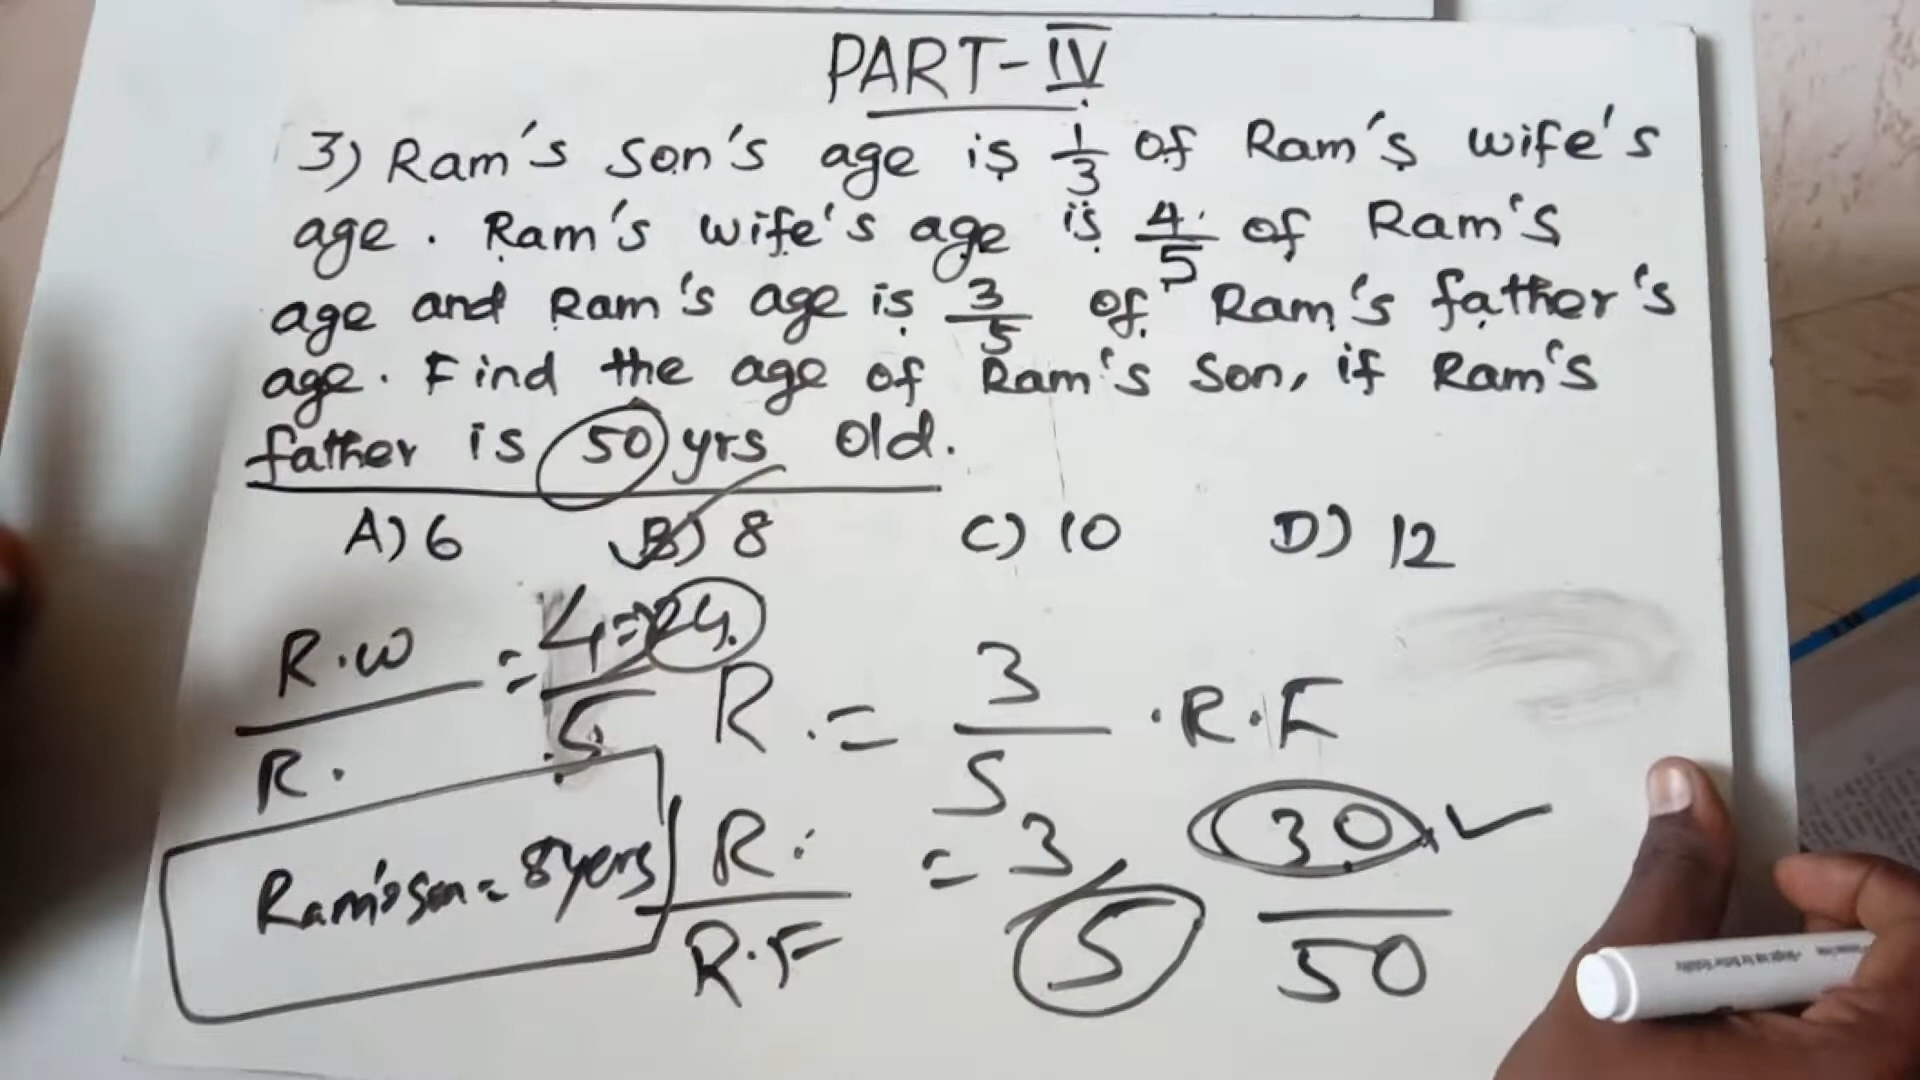 PART-IV
3) Ram's Son's age is 1/3 of Ram's wife's
age. Ram's wife's age is 4/5 of Ram's
age and Ram's age is 3/5 of Ram's father's
age. Find the age of Ram's Son, if Ram's
father is 50 yrs old.
A) 6 B) 8 C) 10 D) 12
R.W / R. = 4 / 5 => 24.
R. = 3/5 . R.F
R. / R.F = 3 / 5 30 / 50
Ram's son = 8 yers